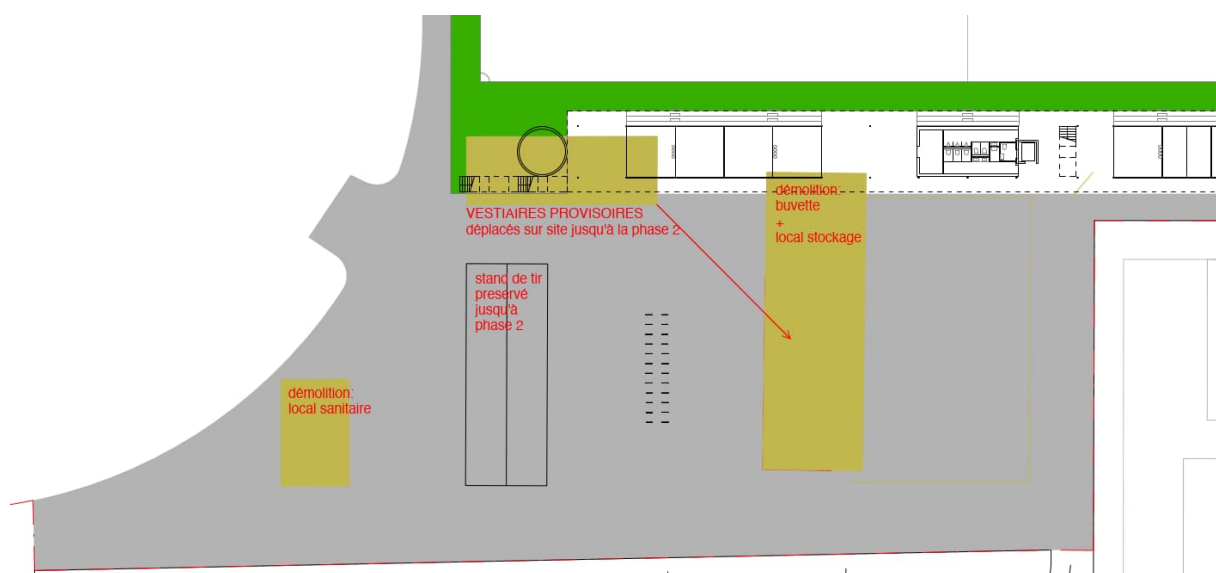 démolition:
buvette
+
local stockage
VESTIAIRES PROVISOIRES
déplacés sur site jusqu'à la phase 2
stand de tir
preservé
jusqu'à
phase 2
démolition:
local sanitaire